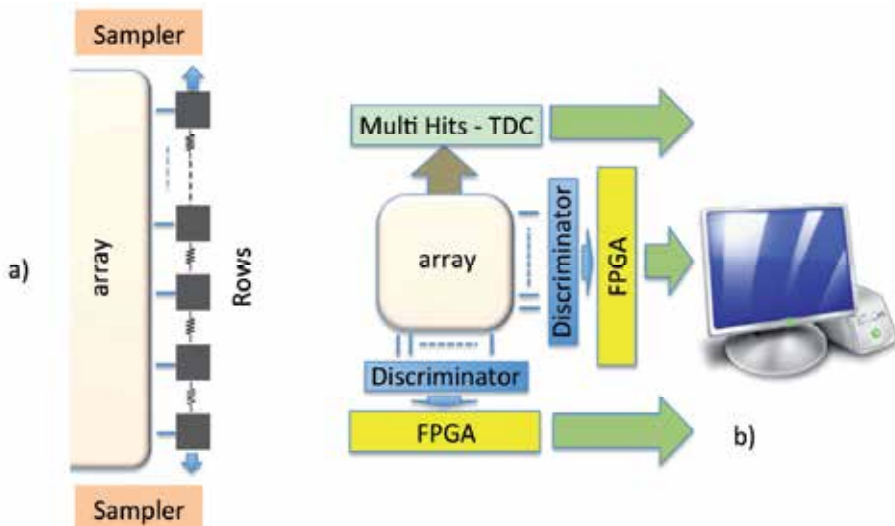 Sampler
a)
array
Rows
Sampler
Multi Hits - TDC
array
Discriminator
FPGA
Discriminator
FPGA
b)